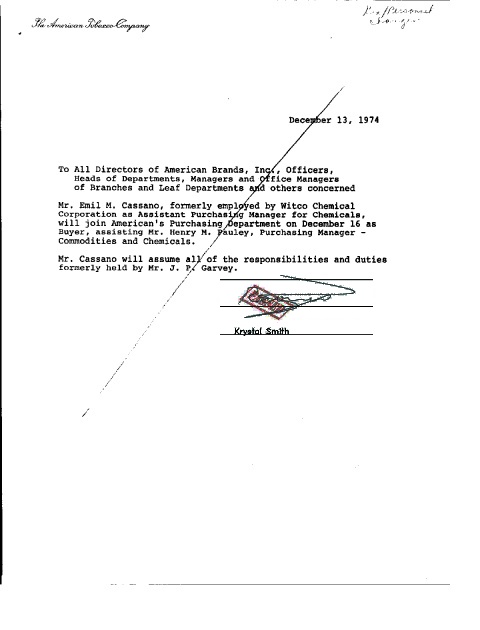 The American Tobacco Company
Personnel
December 13, 1974
To All Directors of American Brands, Inc., Officers,
Heads of Departments, Managers and Office Managers
of Branches and Leaf Departments and others concerned
Mr. Emil M. Cassano, formerly employed by Witco Chemical
Corporation as Assistant Purchasing Manager for Chemicals,
will join American's Purchasing Department on December 16 as
Buyer, assisting Mr. Henry M. Pauley, Purchasing Manager -
Commodities and Chemicals.
Mr. Cassano will assume all of the responsibilities and duties
formerly held by Mr. J. P. Garvey.
Krystal Smith